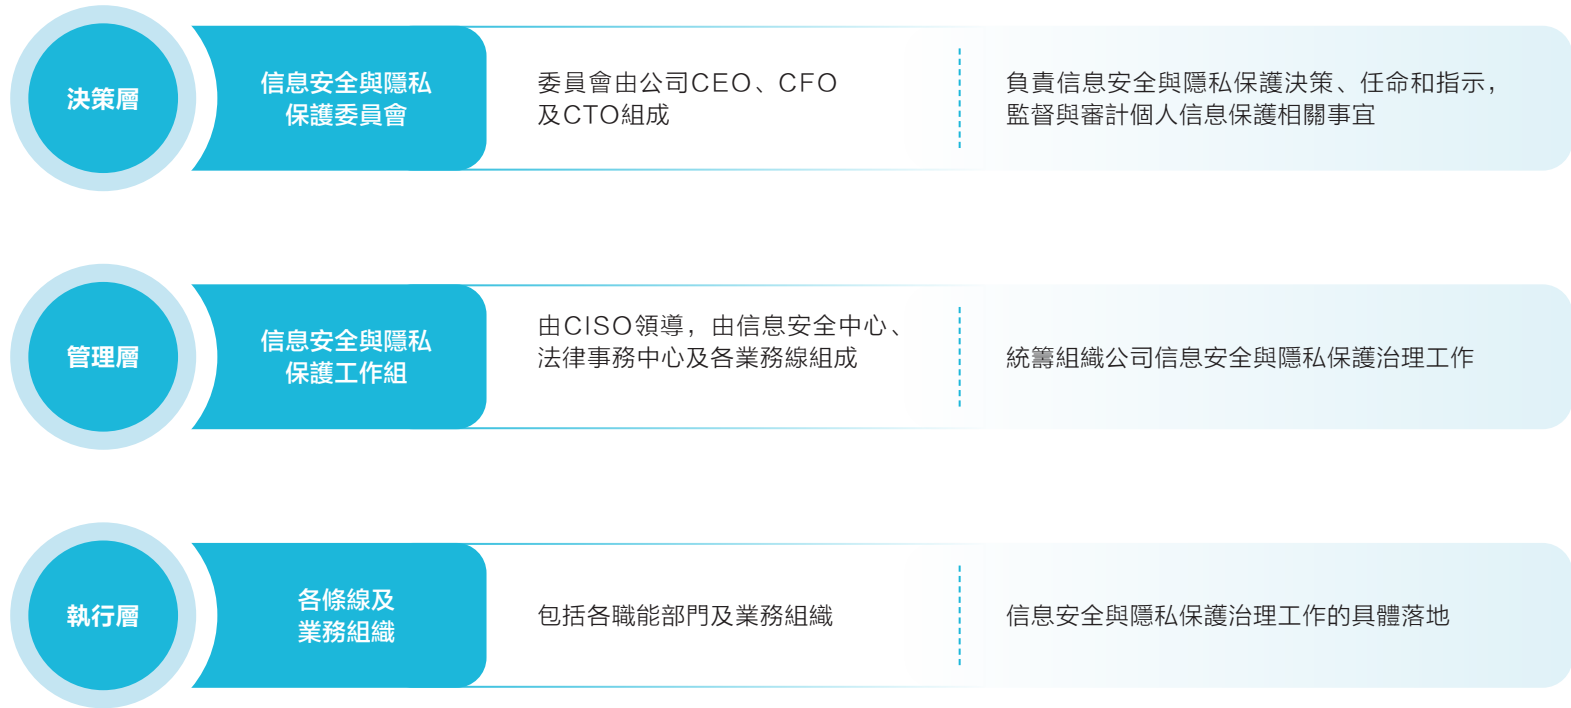 決策層
信息安全與隱私
保護委員會
委員會由公司CEO、CFO
及CTO組成
負責信息安全與隱私保護決策、任命和指示，
監督與審計個人信息保護相關事宜
管理層
信息安全與隱私
保護工作組
由CISO領導，由信息安全中心、
法律事務中心及各業務線組成
統籌組織公司信息安全與隱私保護治理工作
執行層
各條線及
業務組織
包括各職能部門及業務組織
信息安全與隱私保護治理工作的具體落地